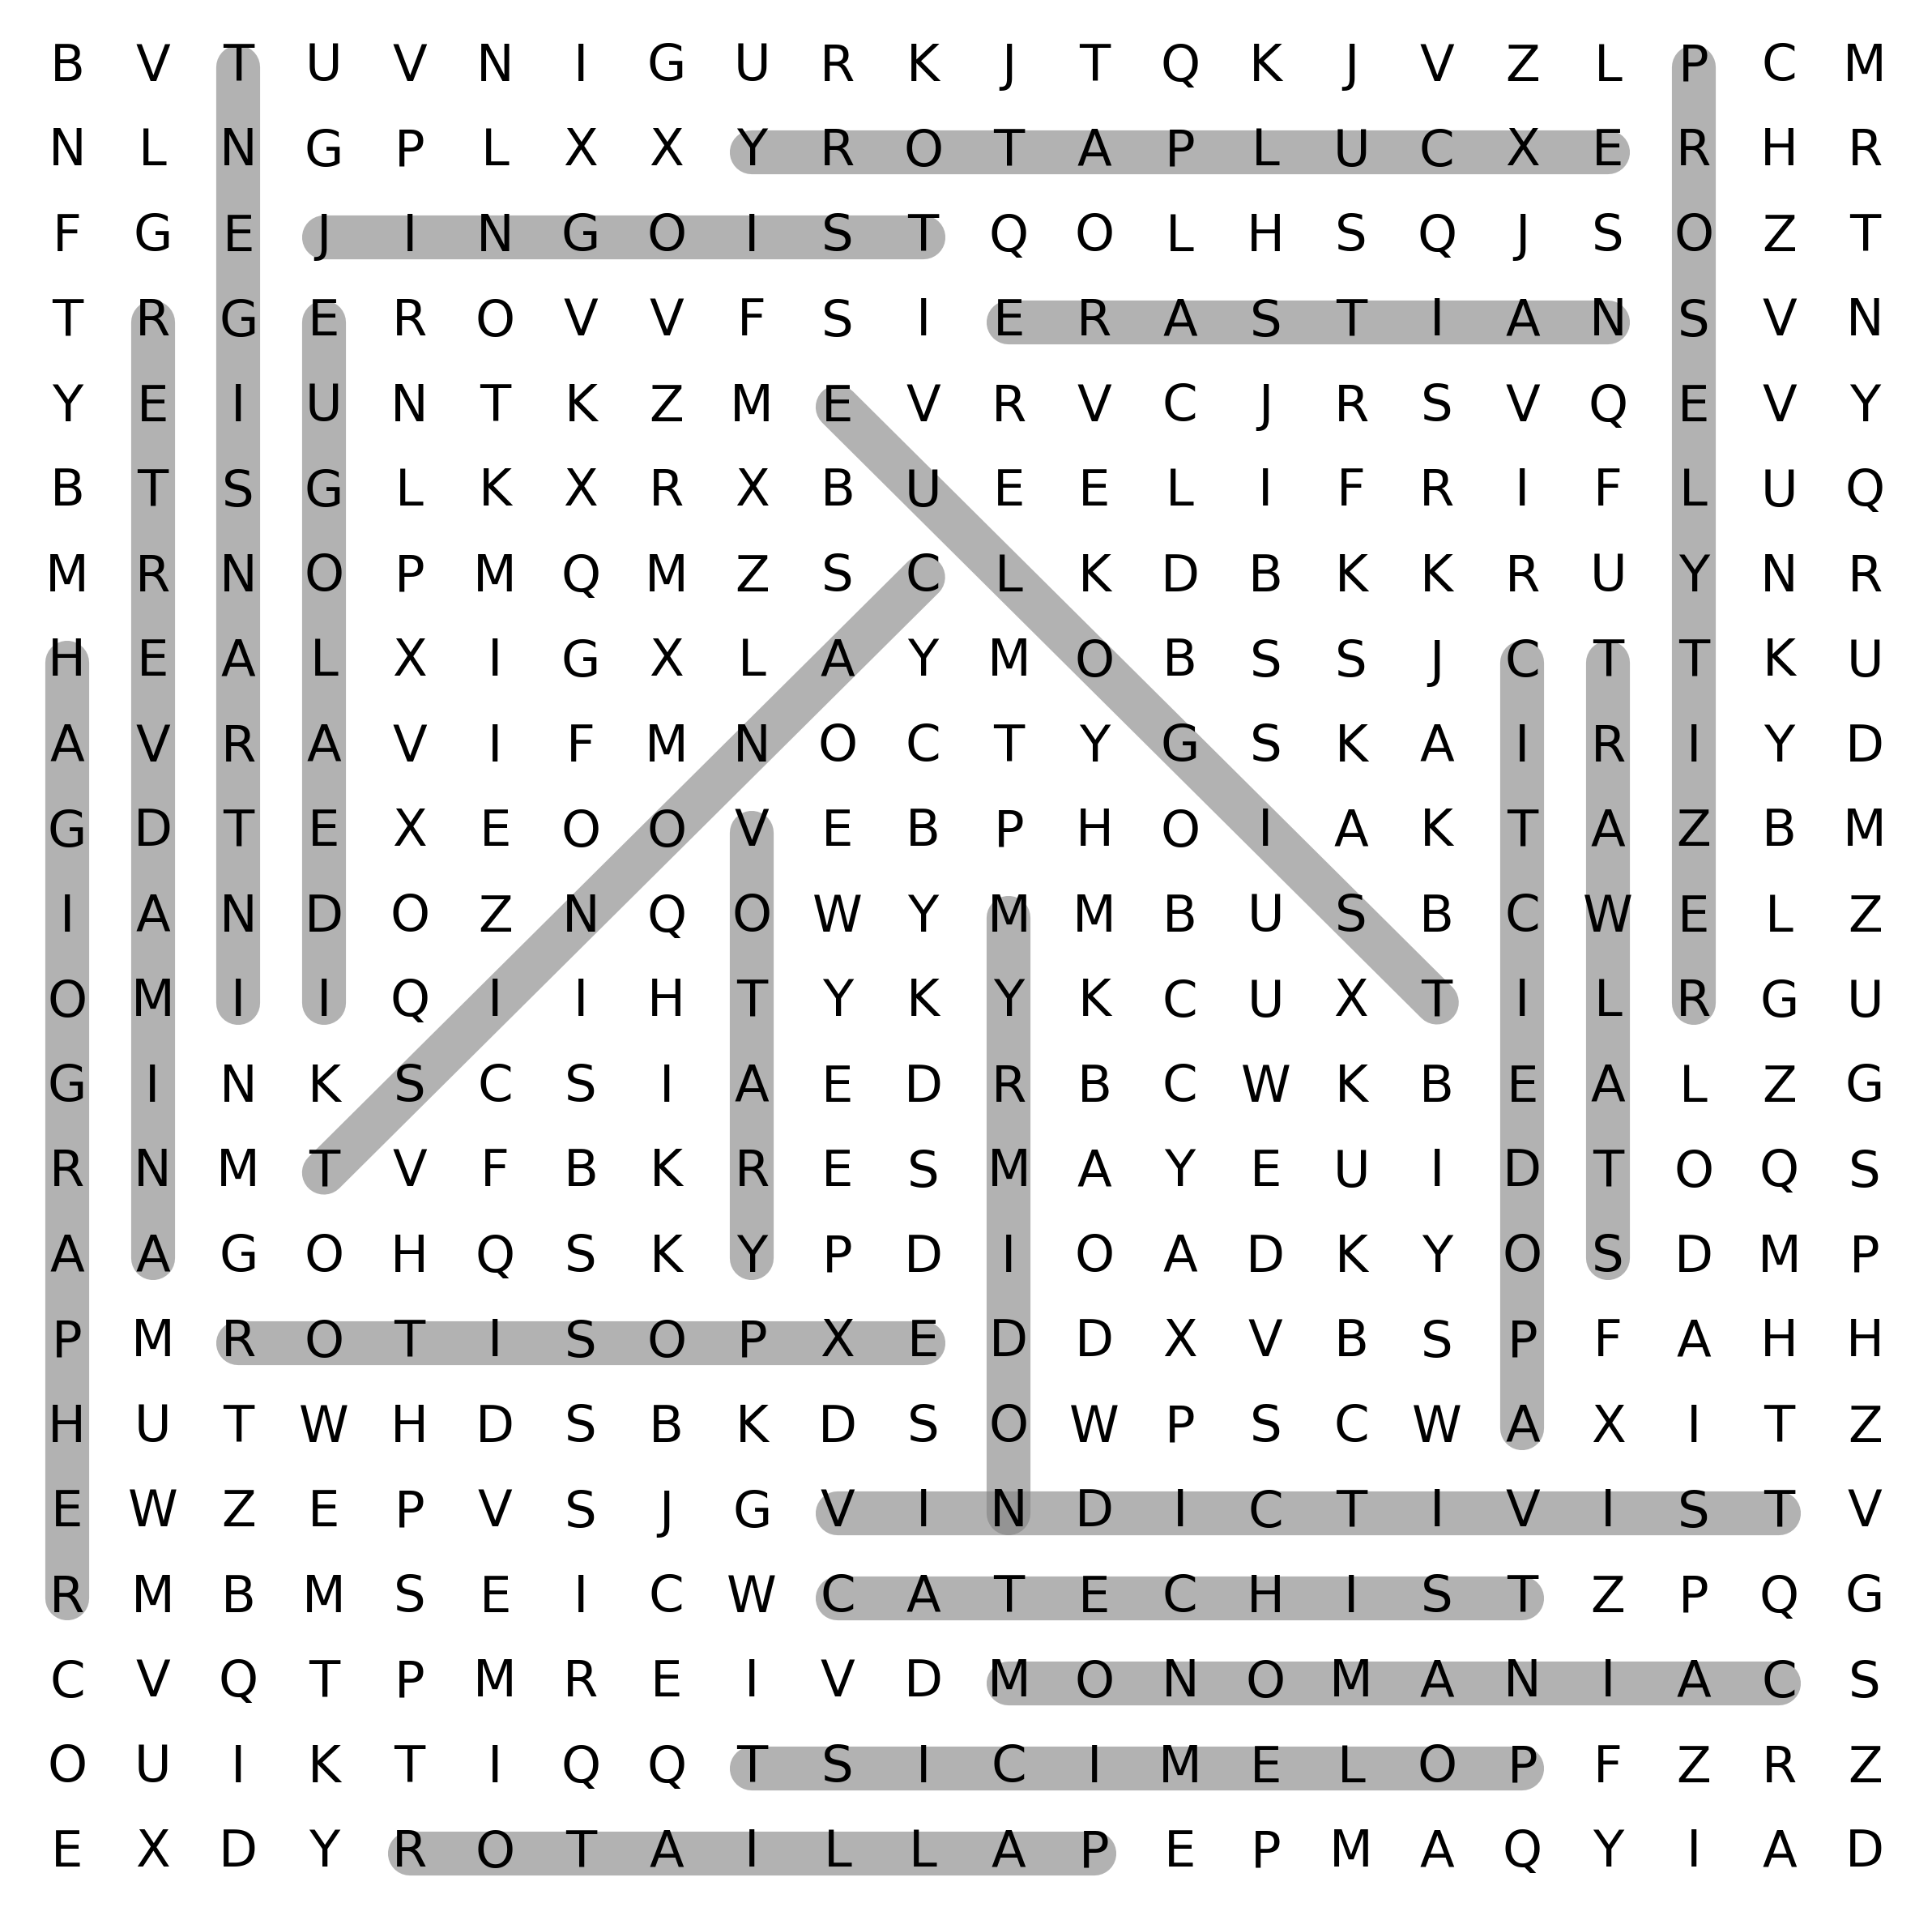 B V T U V N I G U R K J T Q K J V Z L P C M
N L N G P L X X Y R O T A P L U C X E R H R
F G E J I N G O I S T Q O L H S Q J S O Z T
T R G E R O V V F S I E R A S T I A N S V N
Y E I U N T K Z M E V R V C J R S V Q E V Y
B T S G L K X R X B U E E L I F R I F L U Q
M R N O P M Q M Z S C L K D B K K R U Y N R
H E A L X I G X L A Y M O B S S J C T T K U
A V R A V I F M N O C T Y G S K A I R I Y D
G D T E X E O O V E B P H O I A K T A Z B M
I A N D O Z N Q O W Y M M B U S B C W E L Z
O M I I Q I I H T Y K Y K C U X T I L R G U
G I N K S C S I A E D R B C W K B E A L Z G
R N M T V F B K R E S M A Y E U I D T O Q S
A A G O H Q S K Y P D I O A D K Y O S D M P
P M R O T I S O P X E D D X V B S P F A H H
H U T W H D S B K D S O W P S C W A X I T Z
E W Z E P V S J G V I N D I C T I V I S T V
R M B M S E I C W C A T E C H I S T Z P Q G
C V Q T P M R E I V D M O N O M A N I A C S
O U I K T I Q Q T S I C I M E L O P F Z R Z
E X D Y R O T A I L L A P E P M A Q Y I A D